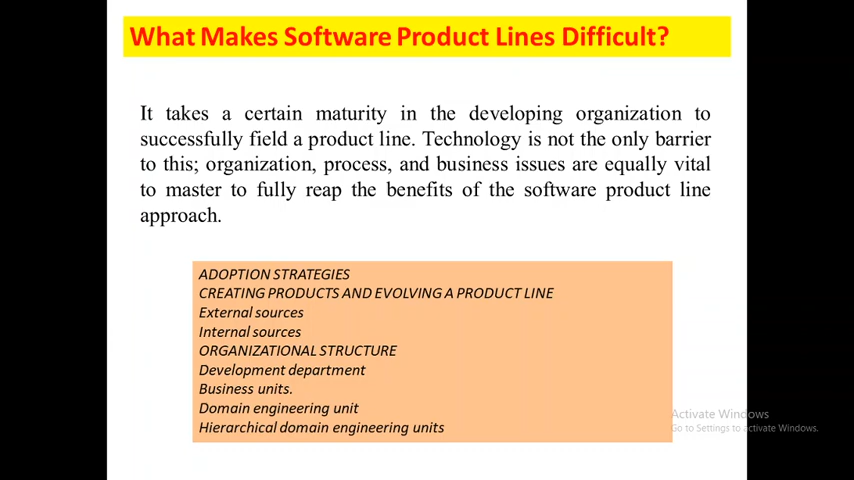 What Makes Software Product Lines Difficult?
It takes a certain maturity in the developing organization to
successfully field a product line. Technology is not the only barrier
to this; organization, process, and business issues are equally vital
to master to fully reap the benefits of the software product line
approach.
ADOPTION STRATEGIES
CREATING PRODUCTS AND EVOLVING A PRODUCT LINE
External sources
Internal sources
ORGANIZATIONAL STRUCTURE
Development department
Business units.
Domain engineering unit
Hierarchical domain engineering units
Activate Windows
Go to Settings to activate Windows.